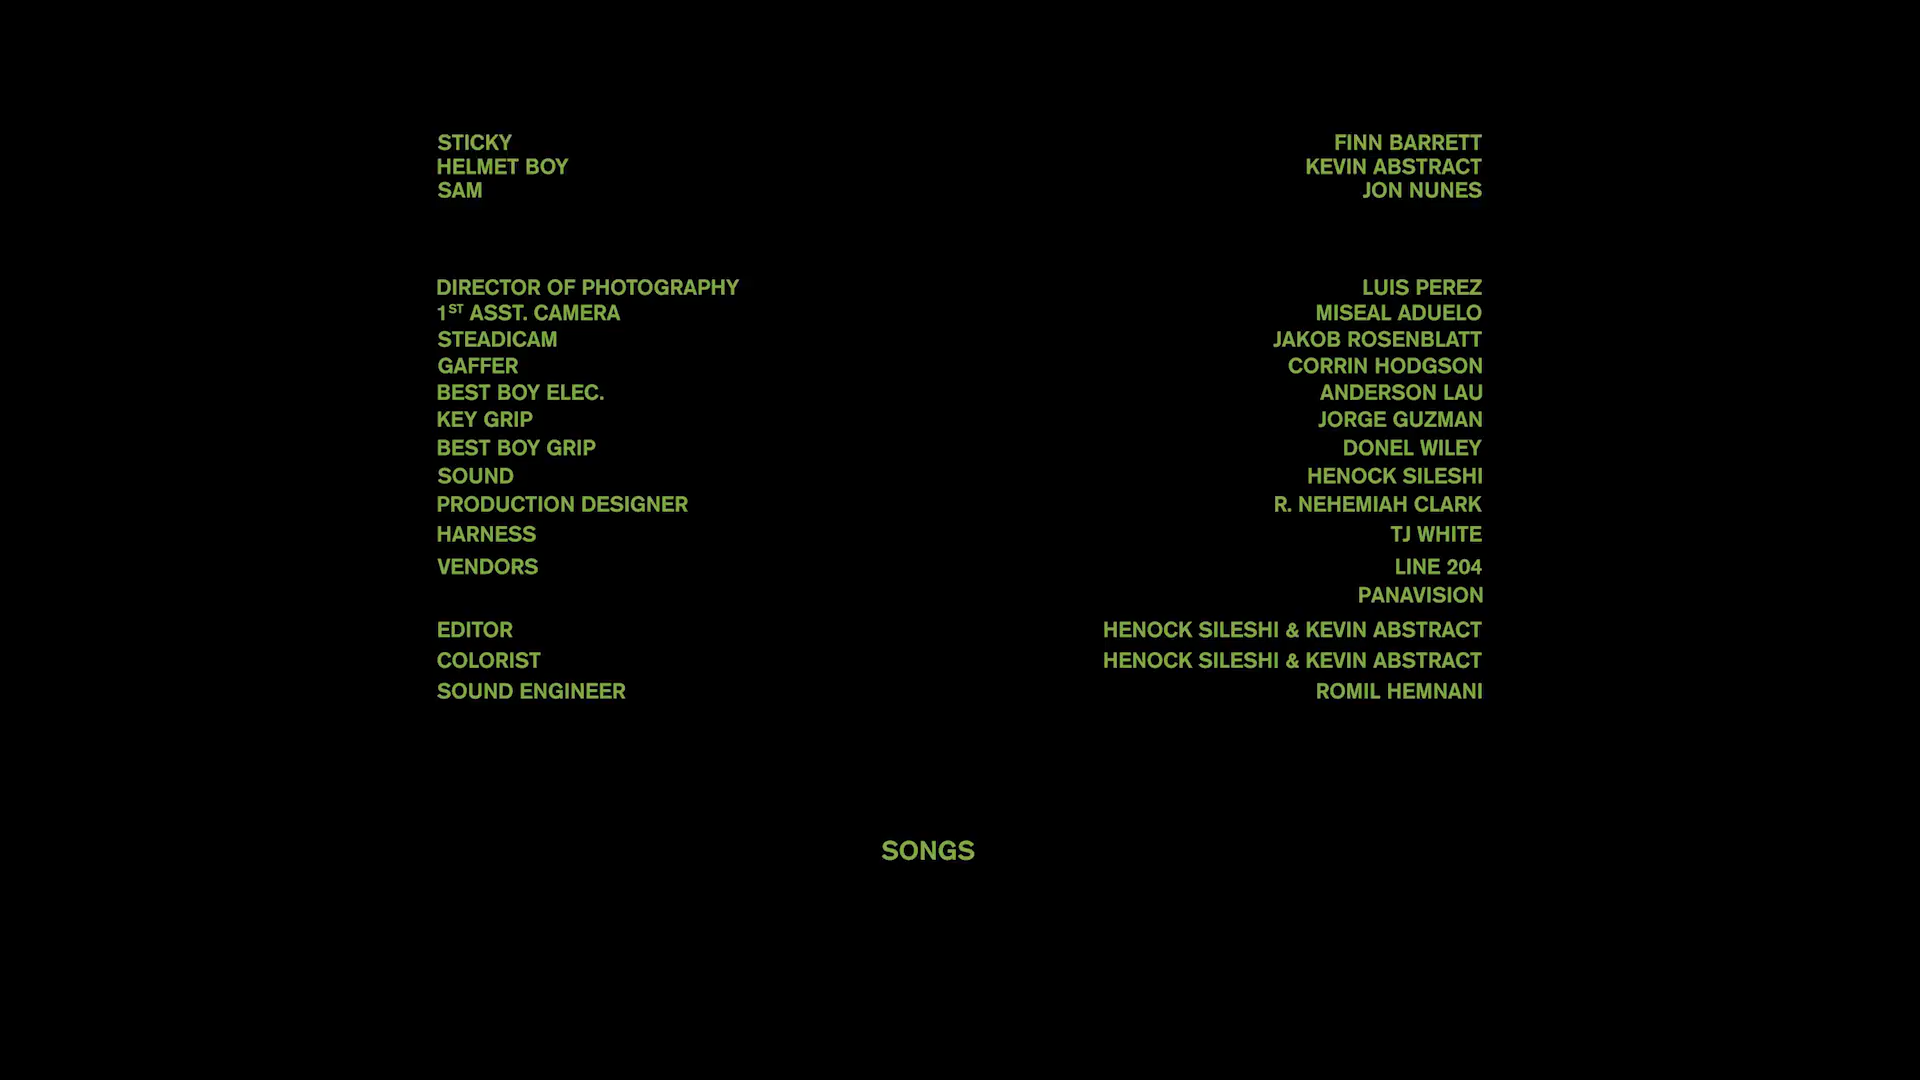 STICKY FINN BARRETT
HELMET BOY KEVIN ABSTRACT
SAM JON NUNES
DIRECTOR OF PHOTOGRAPHY LUIS PEREZ
1ST ASST. CAMERA MISEAL ADUELO
STEADICAM JAKOB ROSENBLATT
GAFFER CORRIN HODGSON
BEST BOY ELEC. ANDERSON LAU
KEY GRIP JORGE GUZMAN
BEST BOY GRIP DONEL WILEY
SOUND HENOCK SILESHI
PRODUCTION DESIGNER R. NEHEMIAH CLARK
HARNESS TJ WHITE
VENDORS LINE 204
PANAVISION
EDITOR HENOCK SILESHI & KEVIN ABSTRACT
COLORIST HENOCK SILESHI & KEVIN ABSTRACT
SOUND ENGINEER ROMIL HEMNANI
SONGS